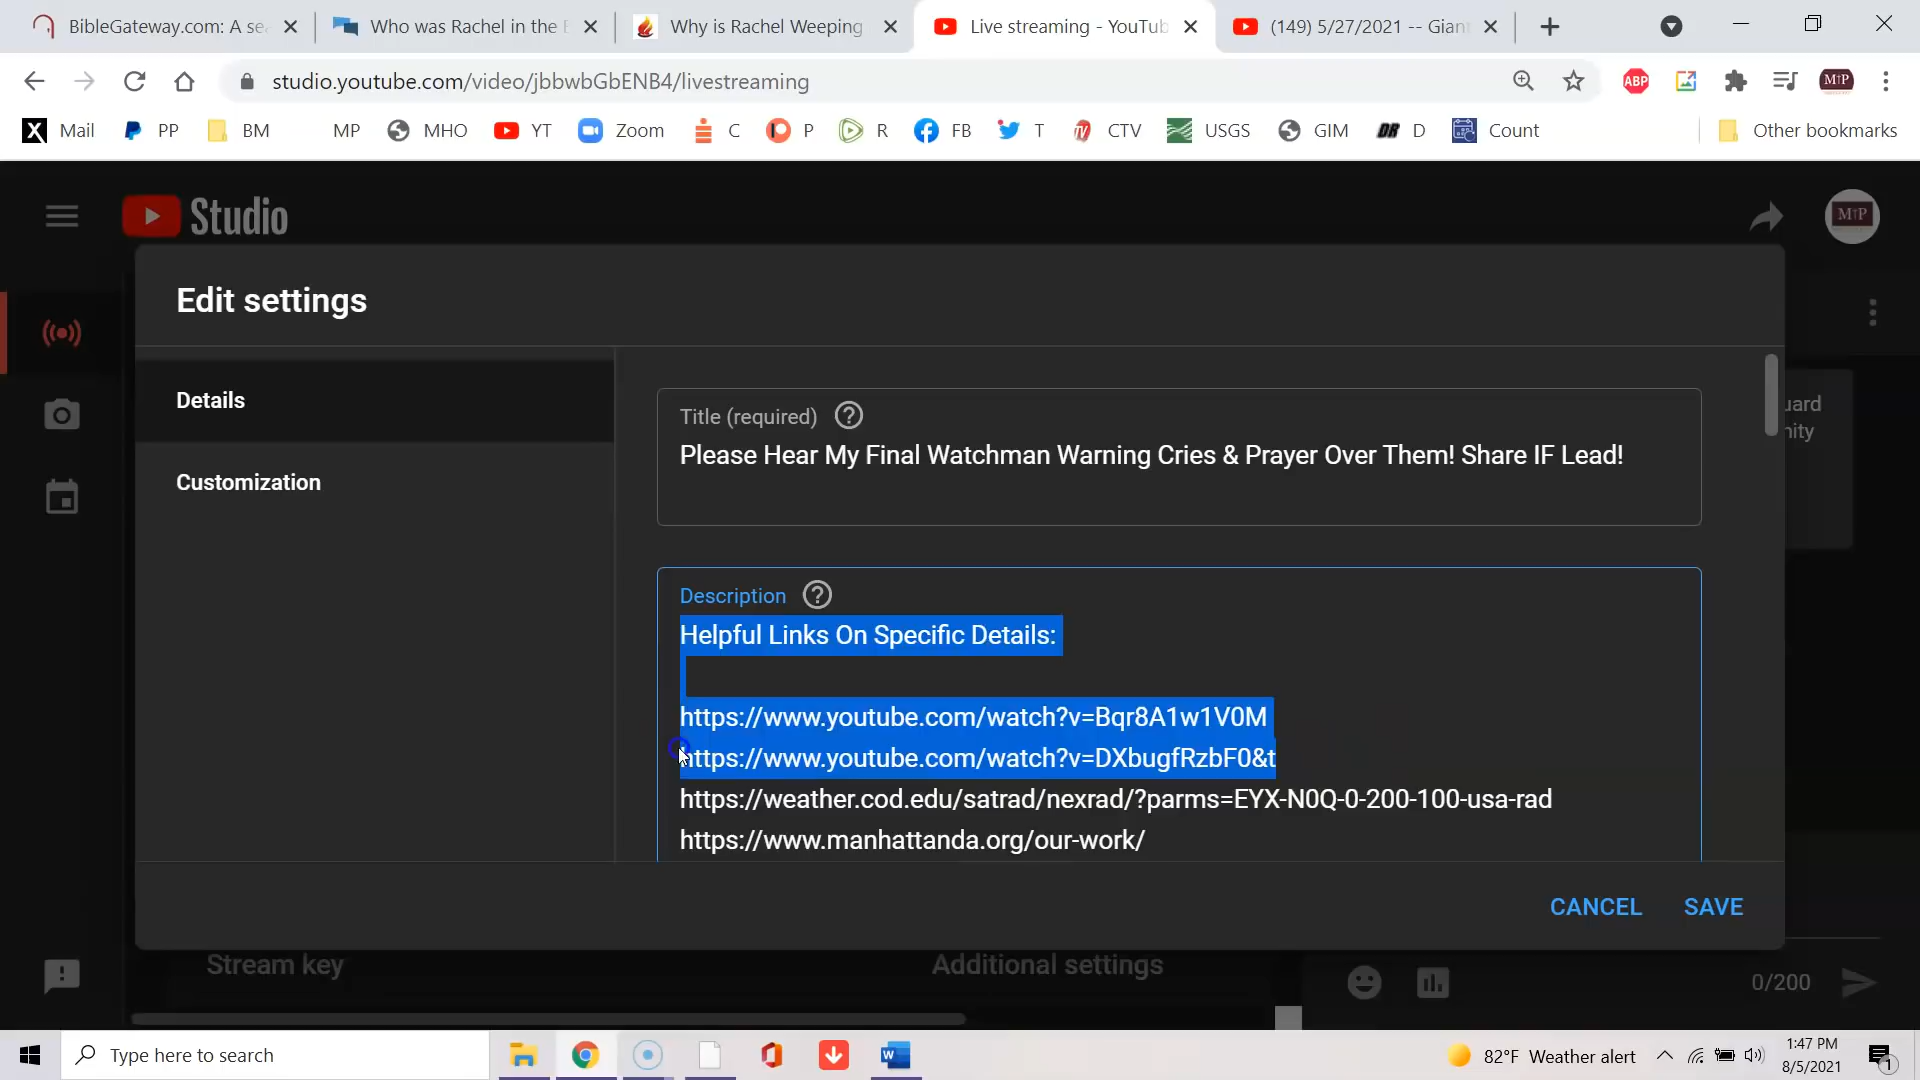 BibleGateway.com: A sea
Who was Rachel in the B
Why is Rachel Weeping
Live streaming - YouTub
(149) 5/27/2021 -- Giant
studio.youtube.com/video/jbbwbGbENB4/livestreaming
ABP
M↑P
X Mail
PP
BM
MP
MHO
YT
Zoom
C
P
R
FB
T
CTV
USGS
GIM
DR D
Count
Other bookmarks
Studio
M↑P
Edit settings
Details
Customization
Title (required)
Please Hear My Final Watchman Warning Cries & Prayer Over Them! Share IF Lead!
Description
Helpful Links On Specific Details:
https://www.youtube.com/watch?v=Bqr8A1w1V0M
https://www.youtube.com/watch?v=DXbugfRzbF0&t
https://weather.cod.edu/satrad/nexrad/?parms=EYX-N0Q-0-200-100-usa-rad
https://www.manhattanda.org/our-work/
CANCEL
SAVE
Stream key
Additional settings
0/200
Type here to search
82°F Weather alert
1:47 PM
8/5/2021
1